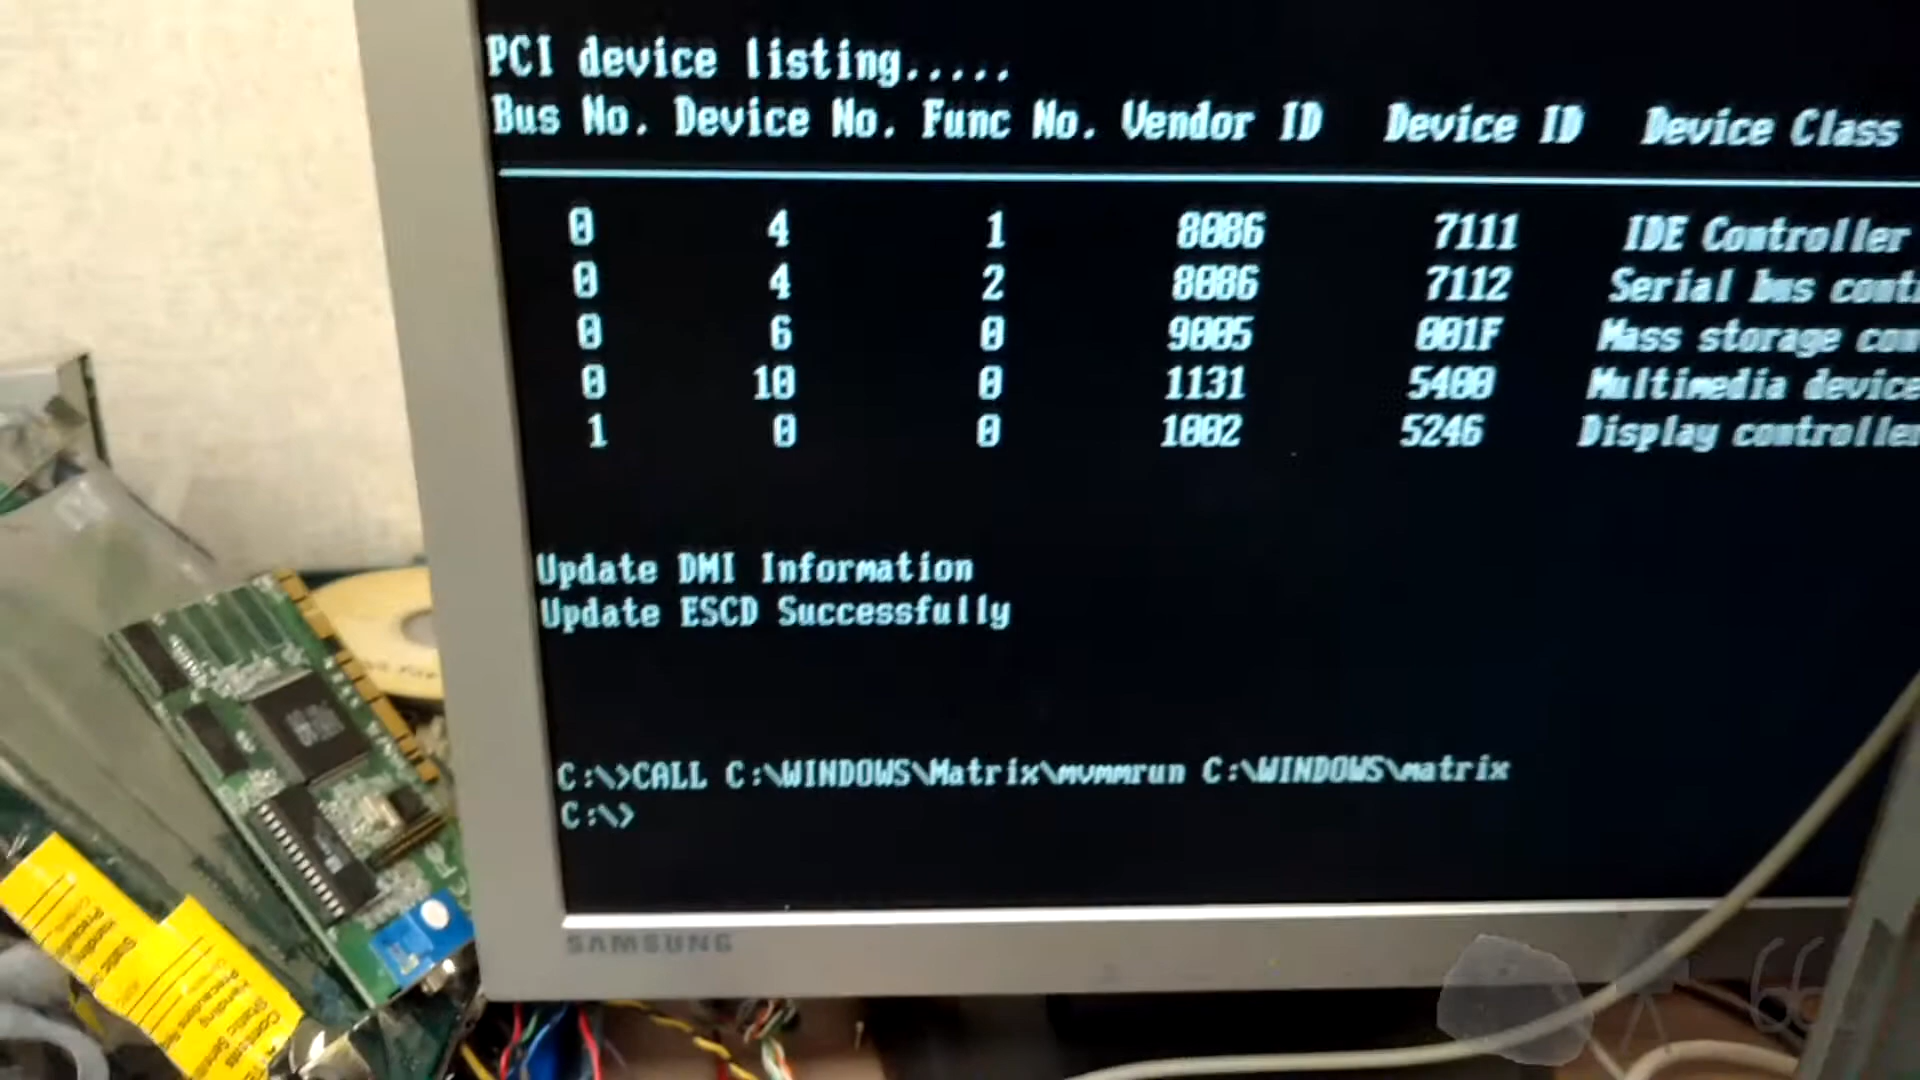 PCI device listing.....
Bus No. Device No. Func No. Vendor ID Device ID Device Class
0 4 1 8086 7111 IDE Controller
0 4 2 8086 7112 Serial bus
0 6 0 9005 001F Mass storage
0 10 0 1131 5400 Multimedia device
1 0 0 1002 5246 Display controller
Update DMI Information
Update ESCD Successfully
C:\>CALL C:\WINDOWS\Matrix\mvmmrun C:\WINDOWS\matrix
C:\>
SAMSUNG